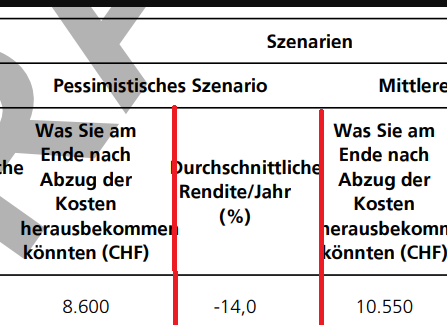 Szenarien
Pessimistisches Szenario
Mittlere
che
Was Sie am
Ende nach
Abzug der
Kosten
herausbekommen
könnten (CHF)
Durchschnittliche
Rendite/Jahr
(%)
Was Sie am
Ende nach
Abzug der
Kosten
herausbekomm
könnten (CHF)
8.600
-14,0
10.550